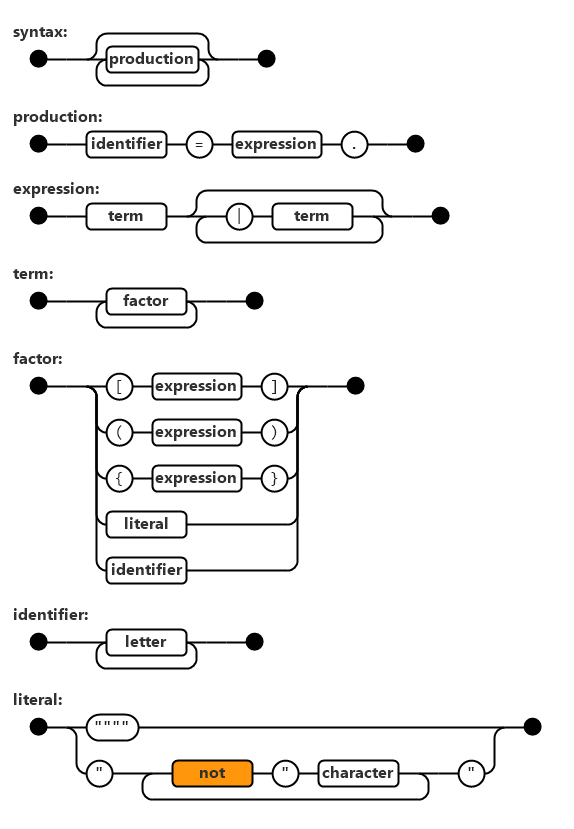 syntax:
production
production:
identifier = expression .
expression:
term | term
term:
factor
factor:
[ expression ]
( expression )
{ expression }
literal
identifier
identifier:
letter
literal:
""""
" not " character "